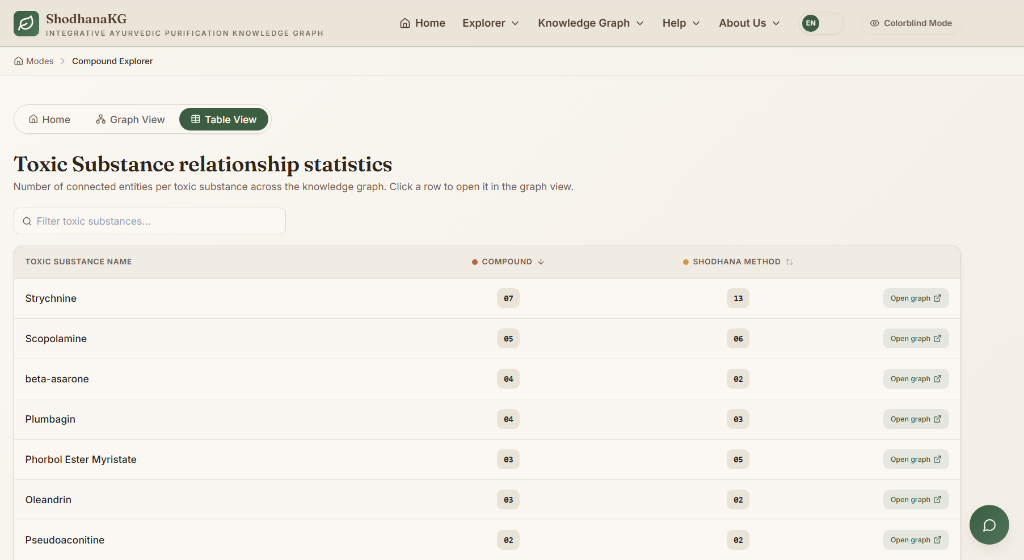 ShodhanaKG
INTEGRATIVE AYURVEDIC PURIFICATION KNOWLEDGE GRAPH
Home Explorer Knowledge Graph Help About Us EN Colorblind Mode
Modes Compound Explorer
Home Graph View Table View
Toxic Substance relationship statistics
Number of connected entities per toxic substance across the knowledge graph. Click a row to open it in the graph view.
Filter toxic substances...
TOXIC SUBSTANCE NAME COMPOUND SHODHANA METHOD
Strychnine 07 13 Open graph
Scopolamine 05 06 Open graph
beta-asarone 04 02 Open graph
Plumbagin 04 03 Open graph
Phorbol Ester Myristate 03 05 Open graph
Oleandrin 03 02 Open graph
Pseudoaconitine 02 02 Open graph